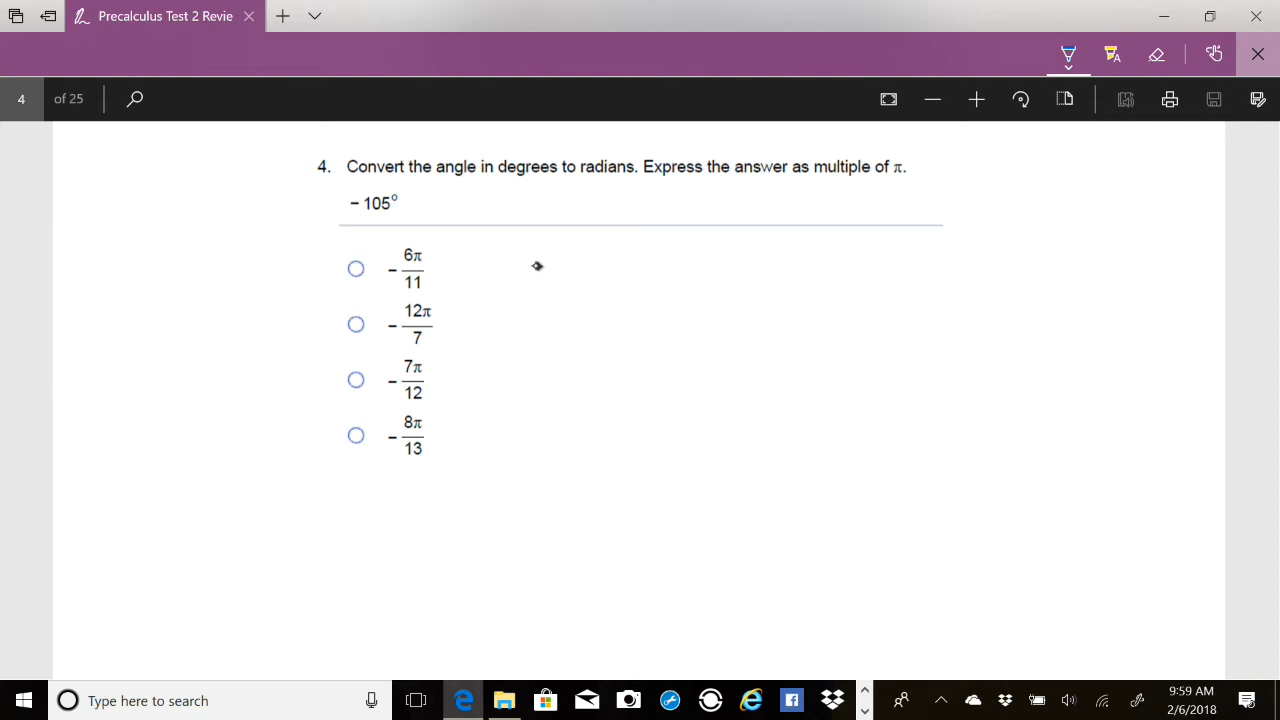 Precalculus Test 2 Revie
4 of 25
4. Convert the angle in degrees to radians. Express the answer as multiple of π.
− 105°
− 6π/11
− 12π/7
− 7π/12
− 8π/13
Type here to search
9:59 AM
2/6/2018